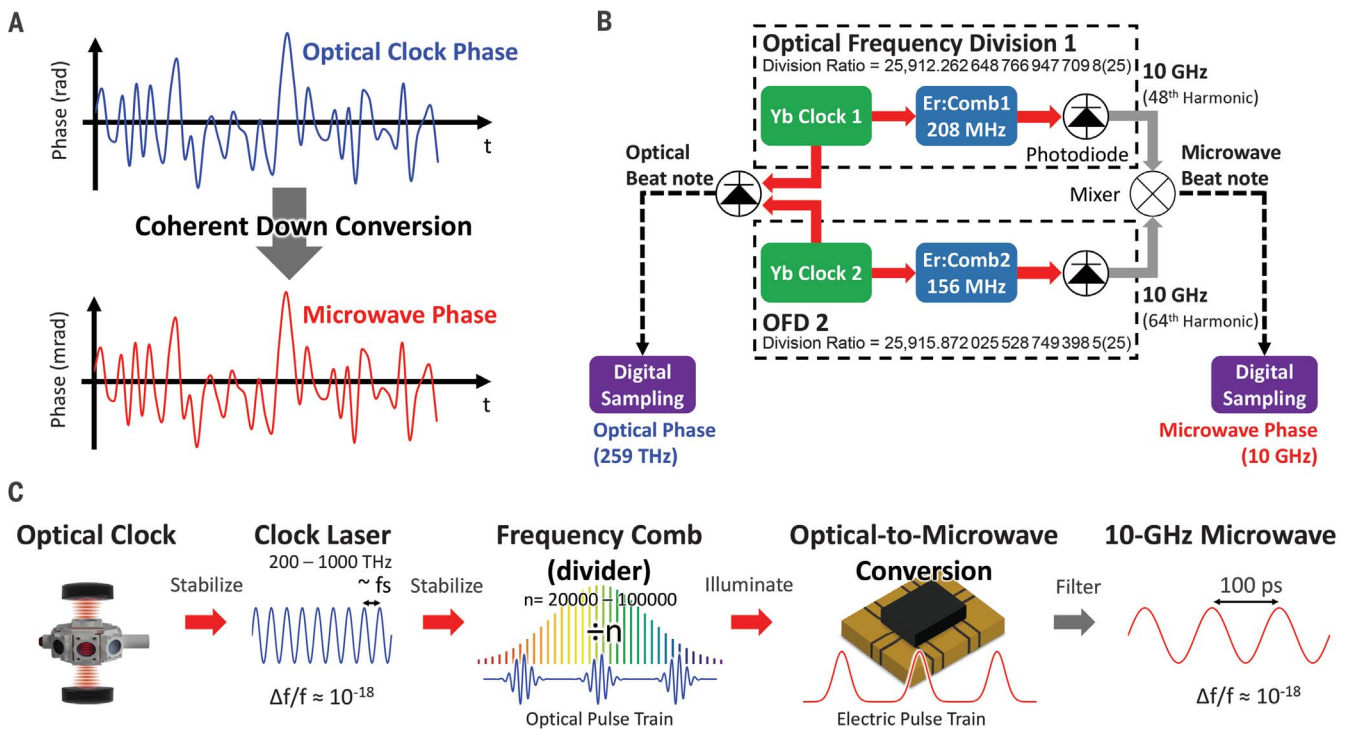 A
Optical Clock Phase
Phase (rad)
t
Coherent Down Conversion
Microwave Phase
Phase (mrad)
t
B
Optical Frequency Division 1
Division Ratio = 25,912.262 648 766 947 709 8(25)
10 GHz
(48th Harmonic)
Yb Clock 1
Er:Comb1
208 MHz
Photodiode
Optical
Beat note
Microwave
Beat note
Mixer
Yb Clock 2
Er:Comb2
156 MHz
10 GHz
(64th Harmonic)
OFD 2
Division Ratio = 25,915.872 025 528 749 398 5(25)
Digital
Sampling
Optical Phase
(259 THz)
Digital
Sampling
Microwave Phase
(10 GHz)
C
Optical Clock
Stabilize
Clock Laser
200 – 1000 THz
~ fs
Δf/f ≈ 10-18
Stabilize
Frequency Comb
(divider)
n= 20000 – 100000
÷n
Optical Pulse Train
Illuminate
Optical-to-Microwave
Conversion
Electric Pulse Train
Filter
10-GHz Microwave
100 ps
Δf/f ≈ 10-18